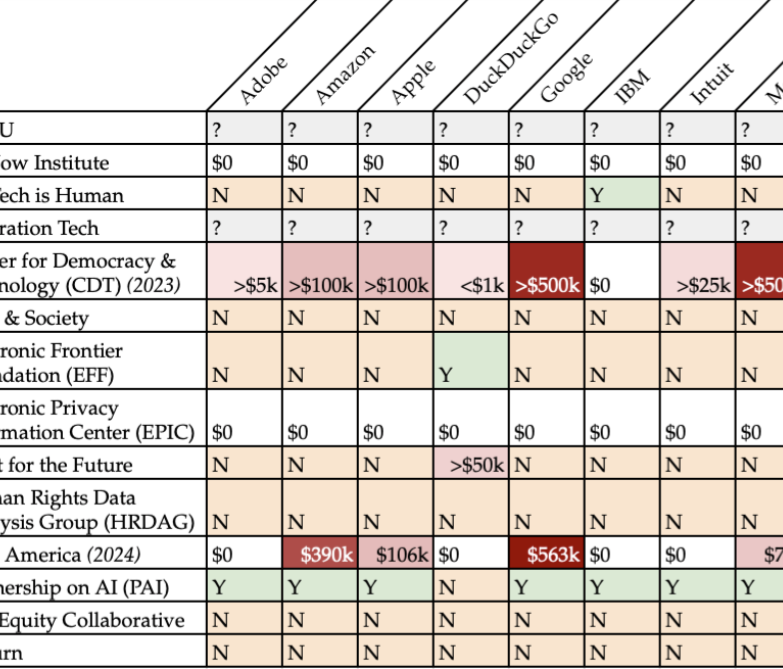 Adobe Amazon Apple DuckDuckGo Google IBM Intuit M
U ? ? ? ? ? ? ? ?
ow Institute $0 $0 $0 $0 $0 $0 $0 $0
ech is Human N N N N N Y N N
ration Tech ? ? ? ? ? ? ? ?
er for Democracy &
nology (CDT) (2023) >$5k >$100k >$100k <$1k >$500k $0 >$25k >$50
& Society N N N N N N N N
ronic Frontier
dation (EFF) N N N Y N N N N
ronic Privacy
mation Center (EPIC) $0 $0 $0 $0 $0 $0 $0 $0
t for the Future N N N >$50k N N N N
an Rights Data
ysis Group (HRDAG) N N N N N N N N
America (2024) $0 $390k $106k $0 $563k $0 $0 $7
nership on AI (PAI) Y Y Y N Y Y Y Y
Equity Collaborative N N N N N N N N
urn N N N N N N N N